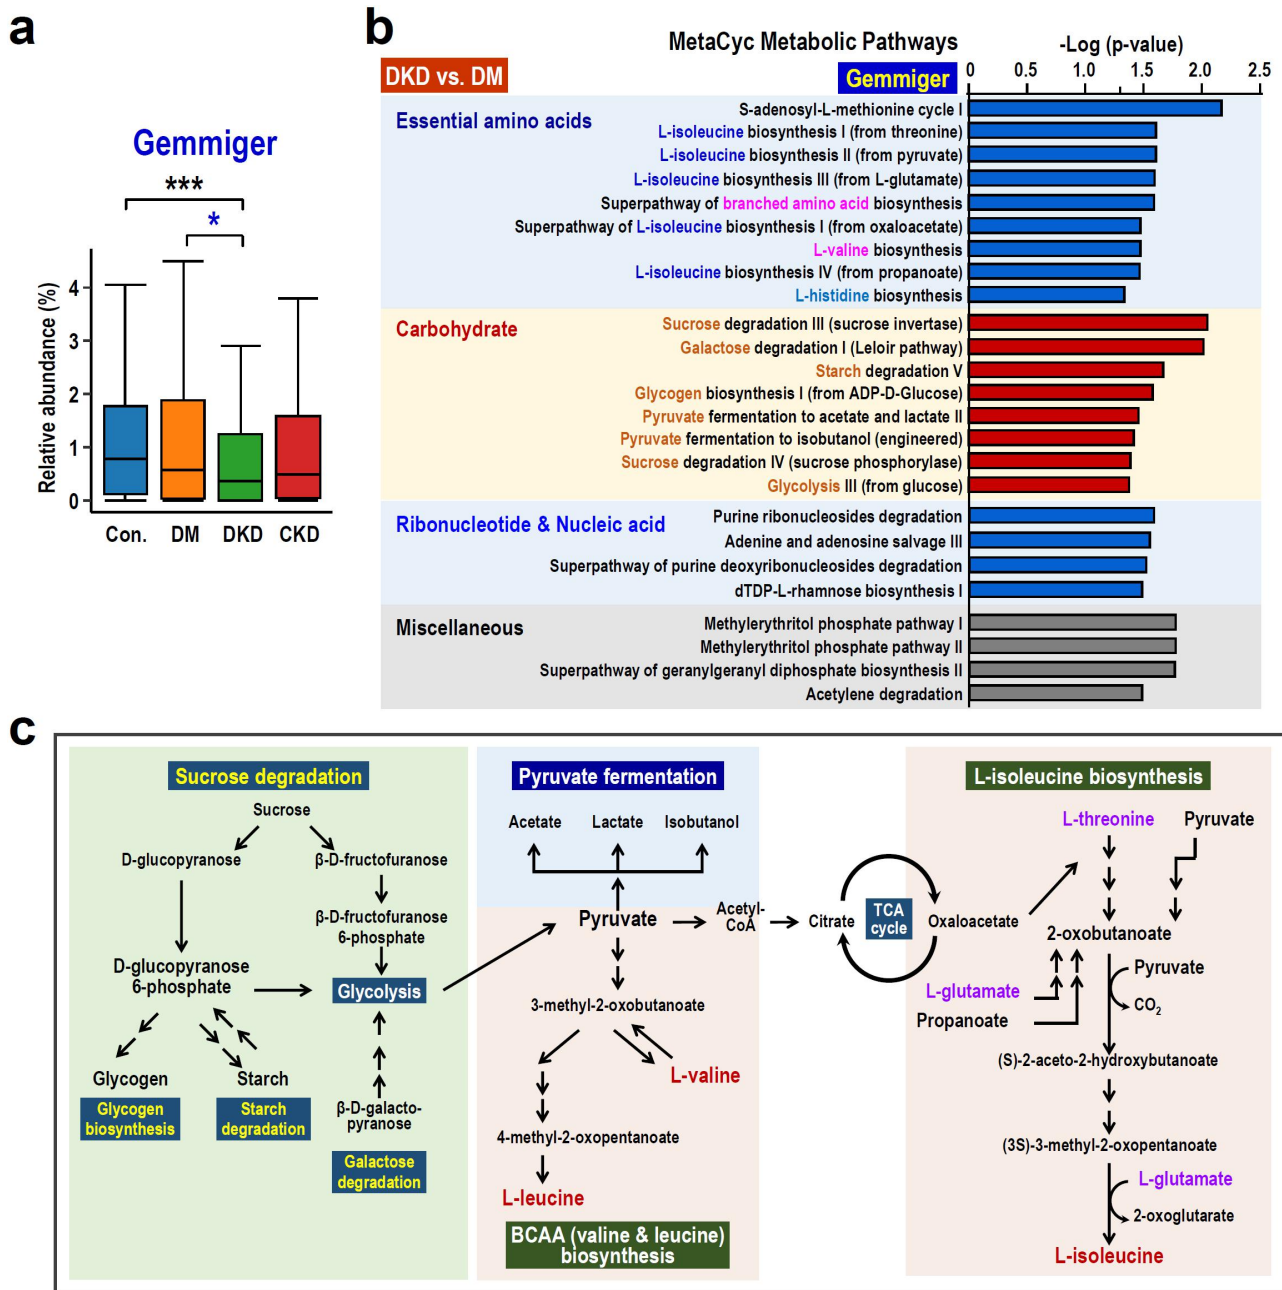 a
Gemmiger
***
*
Relative abundance (%)
4
3
2
1
0
Con.
DM
DKD
CKD
b
MetaCyc Metabolic Pathways
-Log (p-value)
DKD vs. DM
Gemmiger
0
0.5
1.0
1.5
2.0
2.5
Essential amino acids
S-adenosyl-L-methionine cycle I
L-isoleucine biosynthesis I (from threonine)
L-isoleucine biosynthesis II (from pyruvate)
L-isoleucine biosynthesis III (from L-glutamate)
Superpathway of branched amino acid biosynthesis
Superpathway of L-isoleucine biosynthesis I (from oxaloacetate)
L-valine biosynthesis
L-isoleucine biosynthesis IV (from propanoate)
L-histidine biosynthesis
Carbohydrate
Sucrose degradation III (sucrose invertase)
Galactose degradation I (Leloir pathway)
Starch degradation V
Glycogen biosynthesis I (from ADP-D-Glucose)
Pyruvate fermentation to acetate and lactate II
Pyruvate fermentation to isobutanol (engineered)
Sucrose degradation IV (sucrose phosphorylase)
Glycolysis III (from glucose)
Ribonucleotide & Nucleic acid
Purine ribonucleosides degradation
Adenine and adenosine salvage III
Superpathway of purine deoxyribonucleosides degradation
dTDP-L-rhamnose biosynthesis I
Miscellaneous
Methylerythritol phosphate pathway I
Methylerythritol phosphate pathway II
Superpathway of geranylgeranyl diphosphate biosynthesis II
Acetylene degradation
c
Sucrose degradation
Sucrose
D-glucopyranose
β-D-fructofuranose
β-D-fructofuranose
6-phosphate
D-glucopyranose
6-phosphate
Glycolysis
Glycogen
Starch
Glycogen
biosynthesis
Starch
degradation
β-D-galacto-
pyranose
Galactose
degradation
Pyruvate fermentation
Acetate
Lactate
Isobutanol
Pyruvate
Acetyl-
CoA
3-methyl-2-oxobutanoate
L-valine
4-methyl-2-oxopentanoate
L-leucine
BCAA (valine & leucine)
biosynthesis
Citrate
TCA
cycle
Oxaloacetate
L-isoleucine biosynthesis
L-threonine
Pyruvate
2-oxobutanoate
L-glutamate
Propanoate
Pyruvate
CO2
(S)-2-aceto-2-hydroxybutanoate
(3S)-3-methyl-2-oxopentanoate
L-glutamate
2-oxoglutarate
L-isoleucine